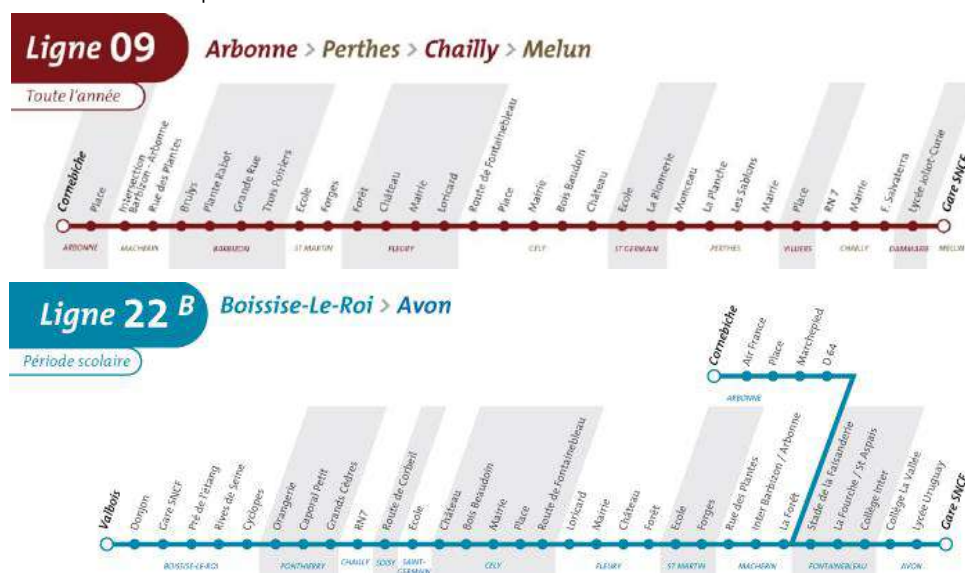 Ligne 09
Arbonne > Perthes > Chailly > Melun
Toute l'année
Cornebiche
Place
Intersection
Barbizon - Arbonne
Rue des Plantes
Brulys
Plante Rabot
Grande Rue
Trois Poiriers
Ecole
Forges
Forêt
Château
Mairie
Loricard
Route de Fontainebleau
Place
Mairie
Bois Baudoin
Château
Ecole
La Rionnerie
Monceau
La Planche
Les Sablons
Mairie
Place
RN 7
Mairie
F. Salvaterra
Lycée Joliot-Curie
Gare SNCF
ARBONNE
MACHERIN
BARBIZON
ST MARTIN
FLEURY
CELY
ST GERMAIN
PERTHES
VILLIERS
CHAILLY
DAMMARIE
MELUN
Ligne 22 B
Boissise-Le-Roi > Avon
Période scolaire
Cornebiche
Air France
Place
Marchepied
D 64
ARBONNE
Valbois
Donjon
Gare SNCF
Pré de l'étang
Rives de Seine
Cyclopes
Orangerie
Caporal Petit
Grands Cèdres
RN7
Route de Corbeil
Ecole
Château
Bois Beaudoin
Mairie
Place
Route de Fontainebleau
Loricard
Mairie
Château
Forêt
Ecole
Forges
Rue des Plantes
Inter Barbizon / Arbonne
La Forêt
Stade de la Faisanderie
La Fourche / St Aspais
Collège Inter
Collège La Vallée
Lycée Uruguay
Gare SNCF
BOISSISE-LE-ROI
PONTHIERRY
CHAILLY
SOISY
SAINT-
GERMAIN
CELY
FLEURY
ST MARTIN
MACHERIN
FONTAINEBLEAU
AVON